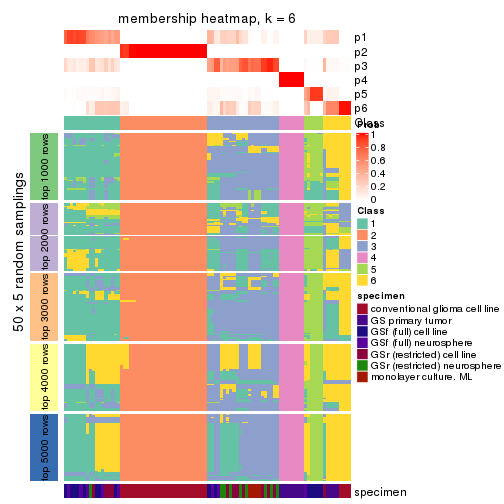 membership heatmap, k = 6
p1
p2
p3
p4
p5
p6
Class
1
0.8
0.6
0.4
0.2
0
Class
1
2
3
4
5
6
specimen
conventional glioma cell line
GS primary tumor
GSf (full) cell line
GSf (full) neurosphere
GSr (restricted) cell line
GSr (restricted) neurosphere
monolayer culture. ML
50 x 5 random samplings
top 1000 rows
top 2000 rows
top 3000 rows
top 4000 rows
top 5000 rows
specimen